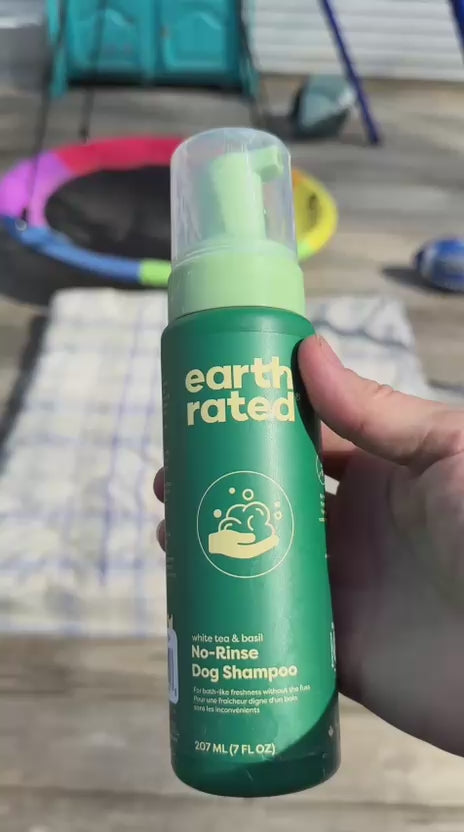 earth
rated®
white tea & basil
No-Rinse
Dog Shampoo
For bath-like freshness without the fuss
Pour une fraîcheur digne d'un bain
sans les inconvénients
207 ML (7 FL OZ)